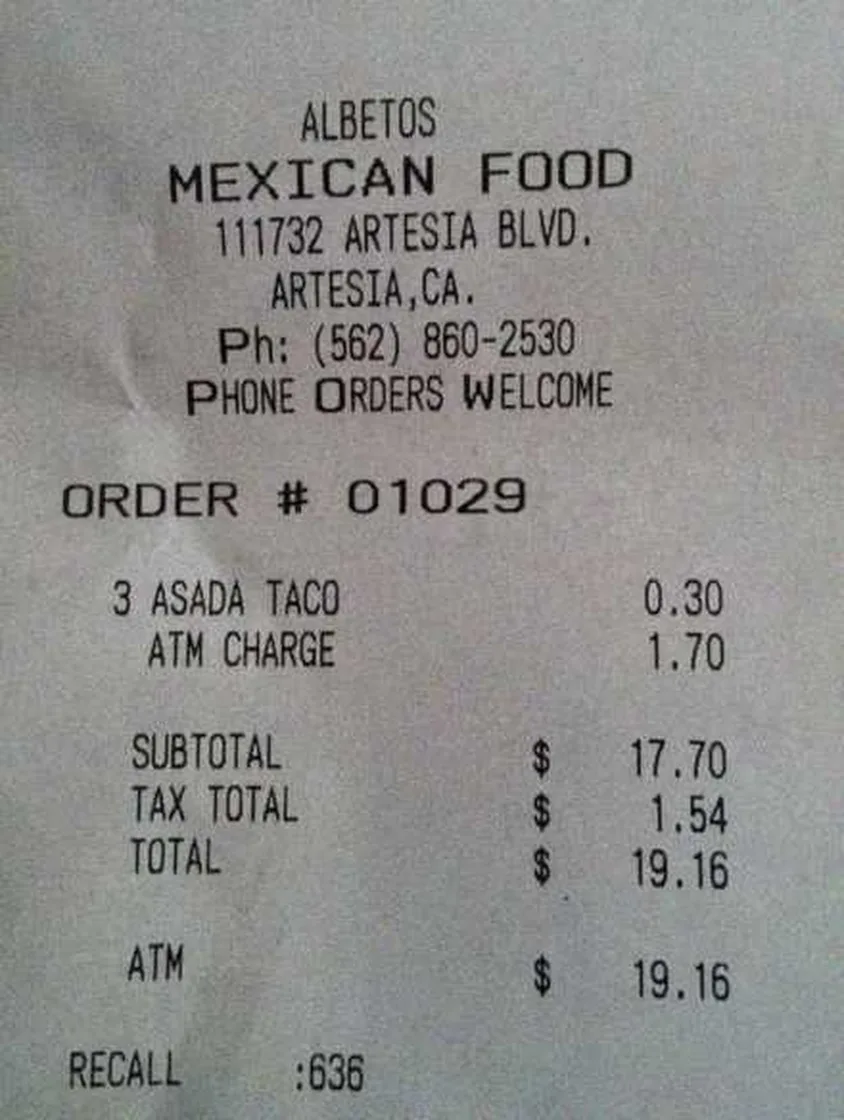 ALBETOS
MEXICAN FOOD
111732 ARTESIA BLVD.
ARTESIA,CA.
Ph: (562) 860-2530
PHONE ORDERS WELCOME
ORDER # 01029
3 ASADA TACO 0.30
ATM CHARGE 1.70
SUBTOTAL $ 17.70
TAX TOTAL $ 1.54
TOTAL $ 19.16
ATM $ 19.16
RECALL :636